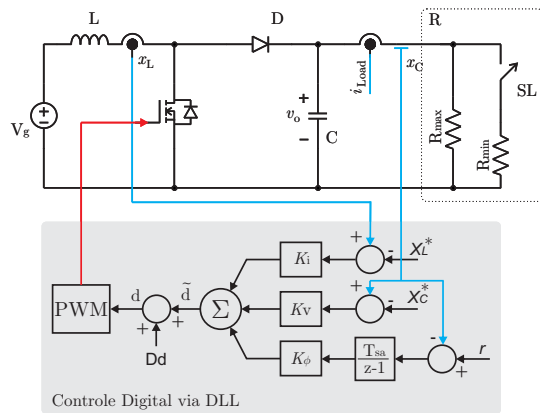 L
D
R
x_L
i_Load
x_C
SL
V_g
+
v_o
-
C
R_max
R_min
+
-
X_L^*
K_i
+
-
X_C^*
K_V
PWM
d
d̃
Σ
+
+
Dd
K_ϕ
T_sa
z-1
-
+
r
Controle Digital via DLL